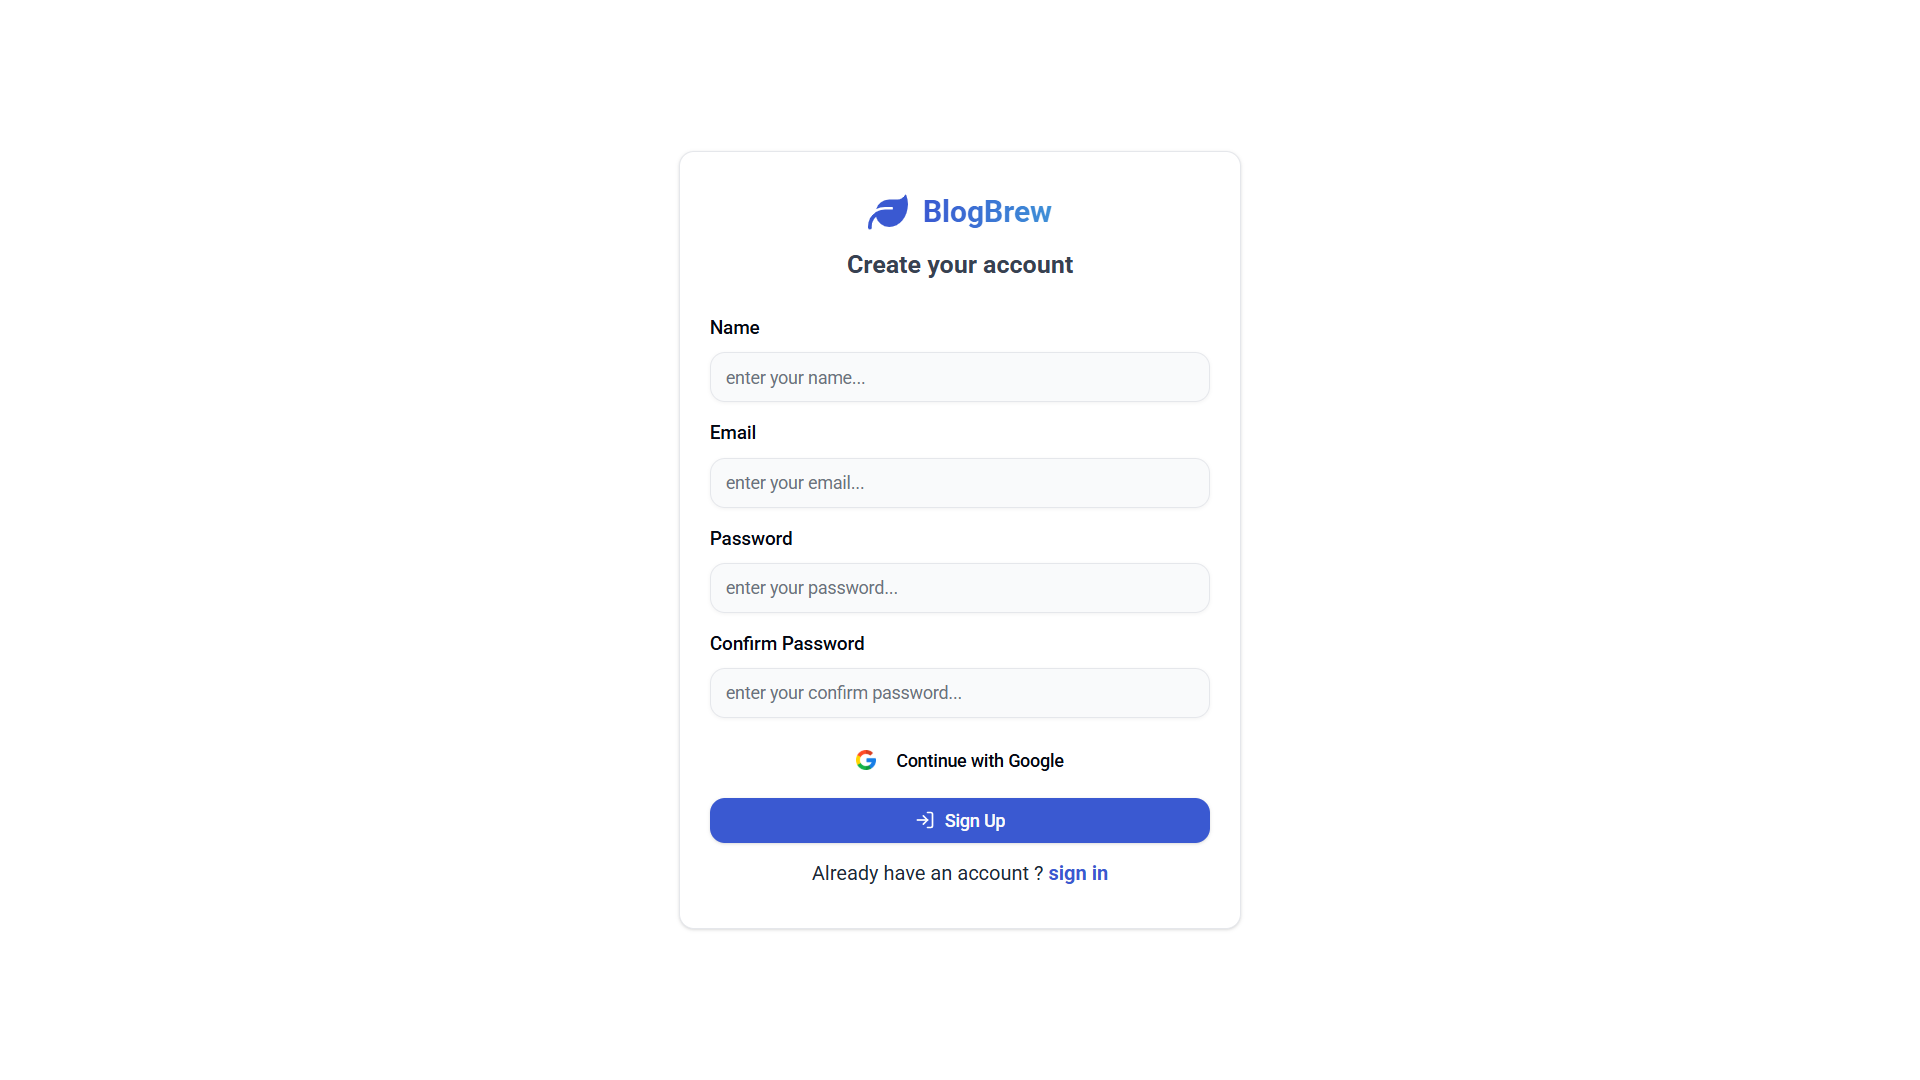 BlogBrew
Create your account
Name
enter your name...
Email
enter your email...
Password
enter your password...
Confirm Password
enter your confirm password...
Continue with Google
Sign Up
Already have an account ? sign in